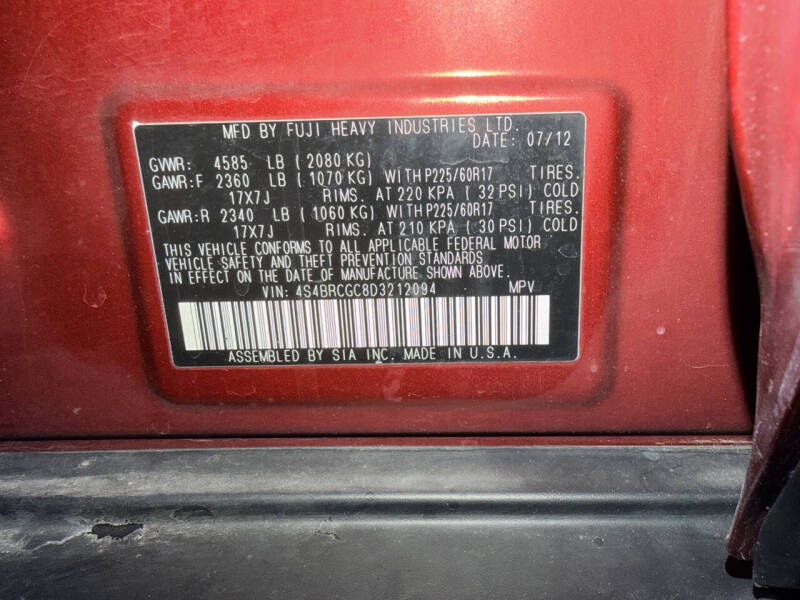 MFD BY FUJI HEAVY INDUSTRIES LTD.
DATE: 07/12
GVWR: 4585 LB ( 2080 KG)
GAWR:F 2360 LB ( 1070 KG) WITH P225/60R17 TIRES.
17X7J RIMS. AT 220 KPA ( 32 PSI) COLD
GAWR:R 2340 LB ( 1060 KG) WITH P225/60R17 TIRES.
17X7J RIMS. AT 210 KPA ( 30 PSI) COLD
THIS VEHICLE CONFORMS TO ALL APPLICABLE FEDERAL MOTOR
VEHICLE SAFETY AND THEFT PREVENTION STANDARDS
IN EFFECT ON THE DATE OF MANUFACTURE SHOWN ABOVE.
VIN: 4S4BRCGC8D3212094 MPV
ASSEMBLED BY SIA INC. MADE IN U.S.A.